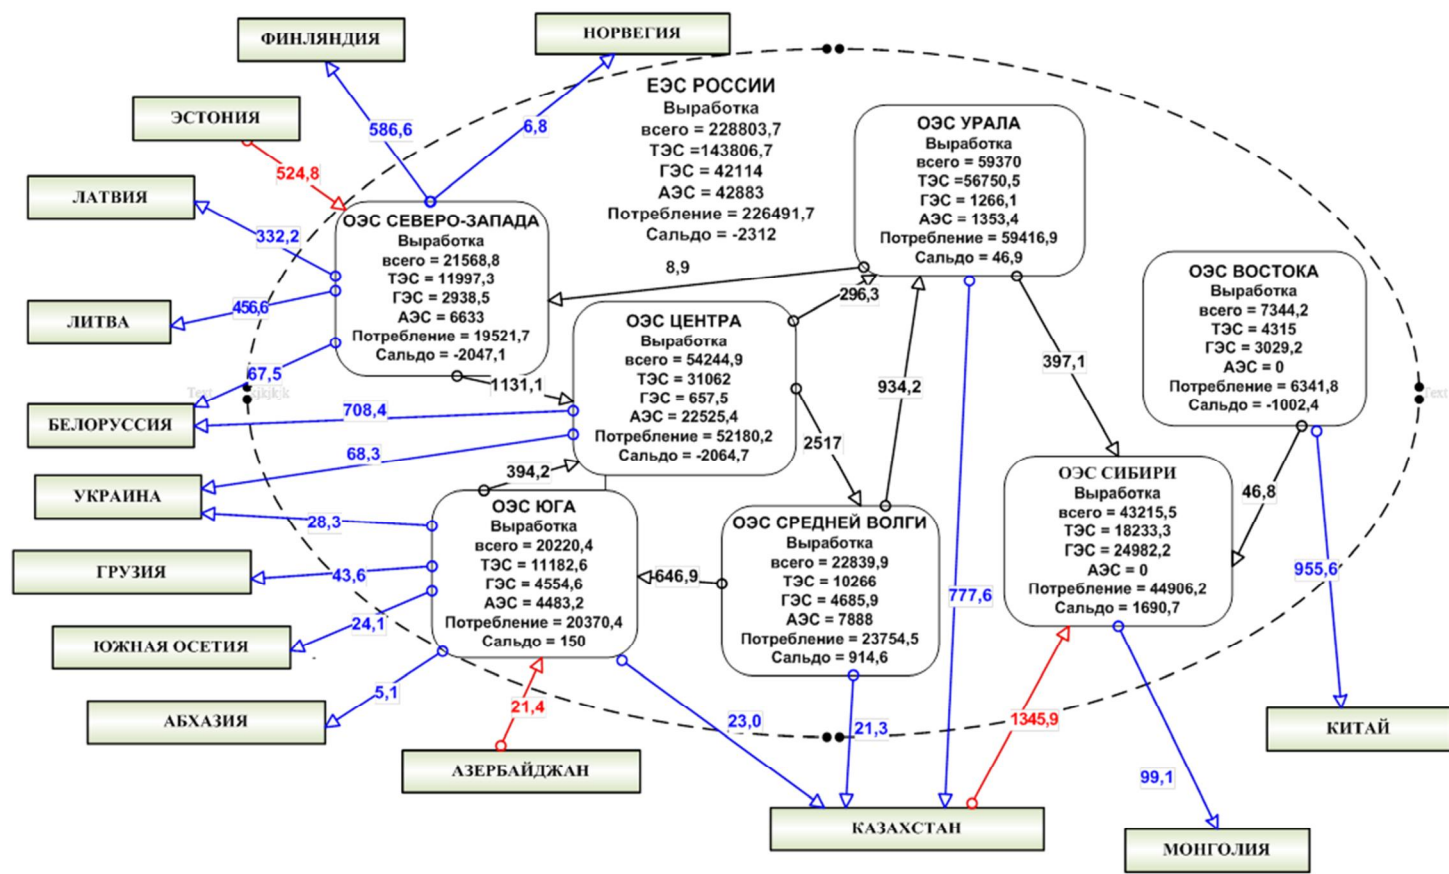 ФИНЛЯНДИЯ
НОРВЕГИЯ
ЭСТОНИЯ
586,6
6,8
524,8
ЕЭС РОССИИ
Выработка
всего = 228803,7
ТЭС =143806,7
ГЭС = 42114
АЭС = 42883
Потребление = 226491,7
Сальдо = -2312
ОЭС УРАЛА
Выработка
всего = 59370
ТЭС =56750,5
ГЭС = 1266,1
АЭС = 1353,4
Потребление = 59416,9
Сальдо = 46,9
ЛАТВИЯ
332,2
ОЭС СЕВЕРО-ЗАПАДА
Выработка
всего = 21568,8
ТЭС = 11997,3
ГЭС = 2938,5
АЭС = 6633
Потребление = 19521,7
Сальдо = -2047,1
8,9
296,3
ОЭС ВОСТОКА
Выработка
всего = 7344,2
ТЭС = 4315
ГЭС = 3029,2
АЭС = 0
Потребление = 6341,8
Сальдо = -1002,4
ЛИТВА
456,6
ОЭС ЦЕНТРА
Выработка
всего = 54244,9
ТЭС = 31062
ГЭС = 657,5
АЭС = 22525,4
Потребление = 52180,2
Сальдо = -2064,7
397,1
67,5
1131,1
934,2
Text
kjkjkjk
Text
БЕЛОРУССИЯ
708,4
68,3
2517
394,2
46,8
УКРАИНА
28,3
ОЭС ЮГА
Выработка
всего = 20220,4
ТЭС = 11182,6
ГЭС = 4554,6
АЭС = 4483,2
Потребление = 20370,4
Сальдо = 150
ОЭС СРЕДНЕЙ ВОЛГИ
Выработка
всего = 22839,9
ТЭС = 10266
ГЭС = 4685,9
АЭС = 7888
Потребление = 23754,5
Сальдо = 914,6
ОЭС СИБИРИ
Выработка
всего = 43215,5
ТЭС = 18233,3
ГЭС = 24982,2
АЭС = 0
Потребление = 44906,2
Сальдо = 1690,7
ГРУЗИЯ
43,6
646,9
777,6
955,6
ЮЖНАЯ ОСЕТИЯ
24,1
АБХАЗИЯ
5,1
21,4
23,0
21,3
1345,9
КИТАЙ
АЗЕРБАЙДЖАН
99,1
КАЗАХСТАН
МОНГОЛИЯ